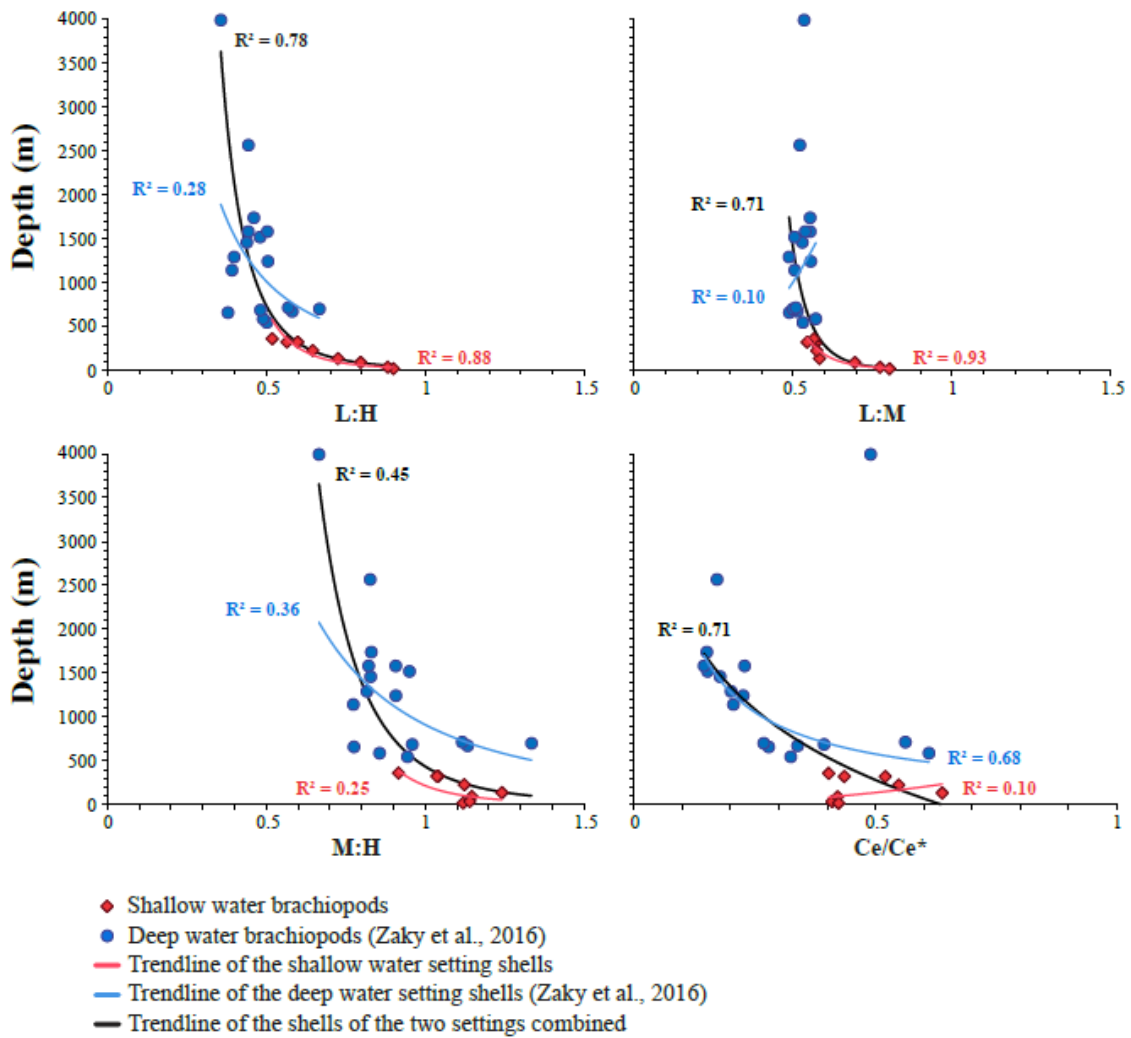 4000
3500
3000
2500
2000
1500
1000
500
0
Depth (m)
R² = 0.78
R² = 0.28
R² = 0.88
0 0.5 1 1.5
L:H
R² = 0.71
R² = 0.10
R² = 0.93
0 0.5 1 1.5
L:M
4000
3500
3000
2500
2000
1500
1000
500
0
Depth (m)
R² = 0.45
R² = 0.36
R² = 0.25
0 0.5 1 1.5
M:H
R² = 0.71
R² = 0.68
R² = 0.10
0 0.5 1
Ce/Ce*
Shallow water brachiopods
Deep water brachiopods (Zaky et al., 2016)
Trendline of the shallow water setting shells
Trendline of the deep water setting shells (Zaky et al., 2016)
Trendline of the shells of the two settings combined